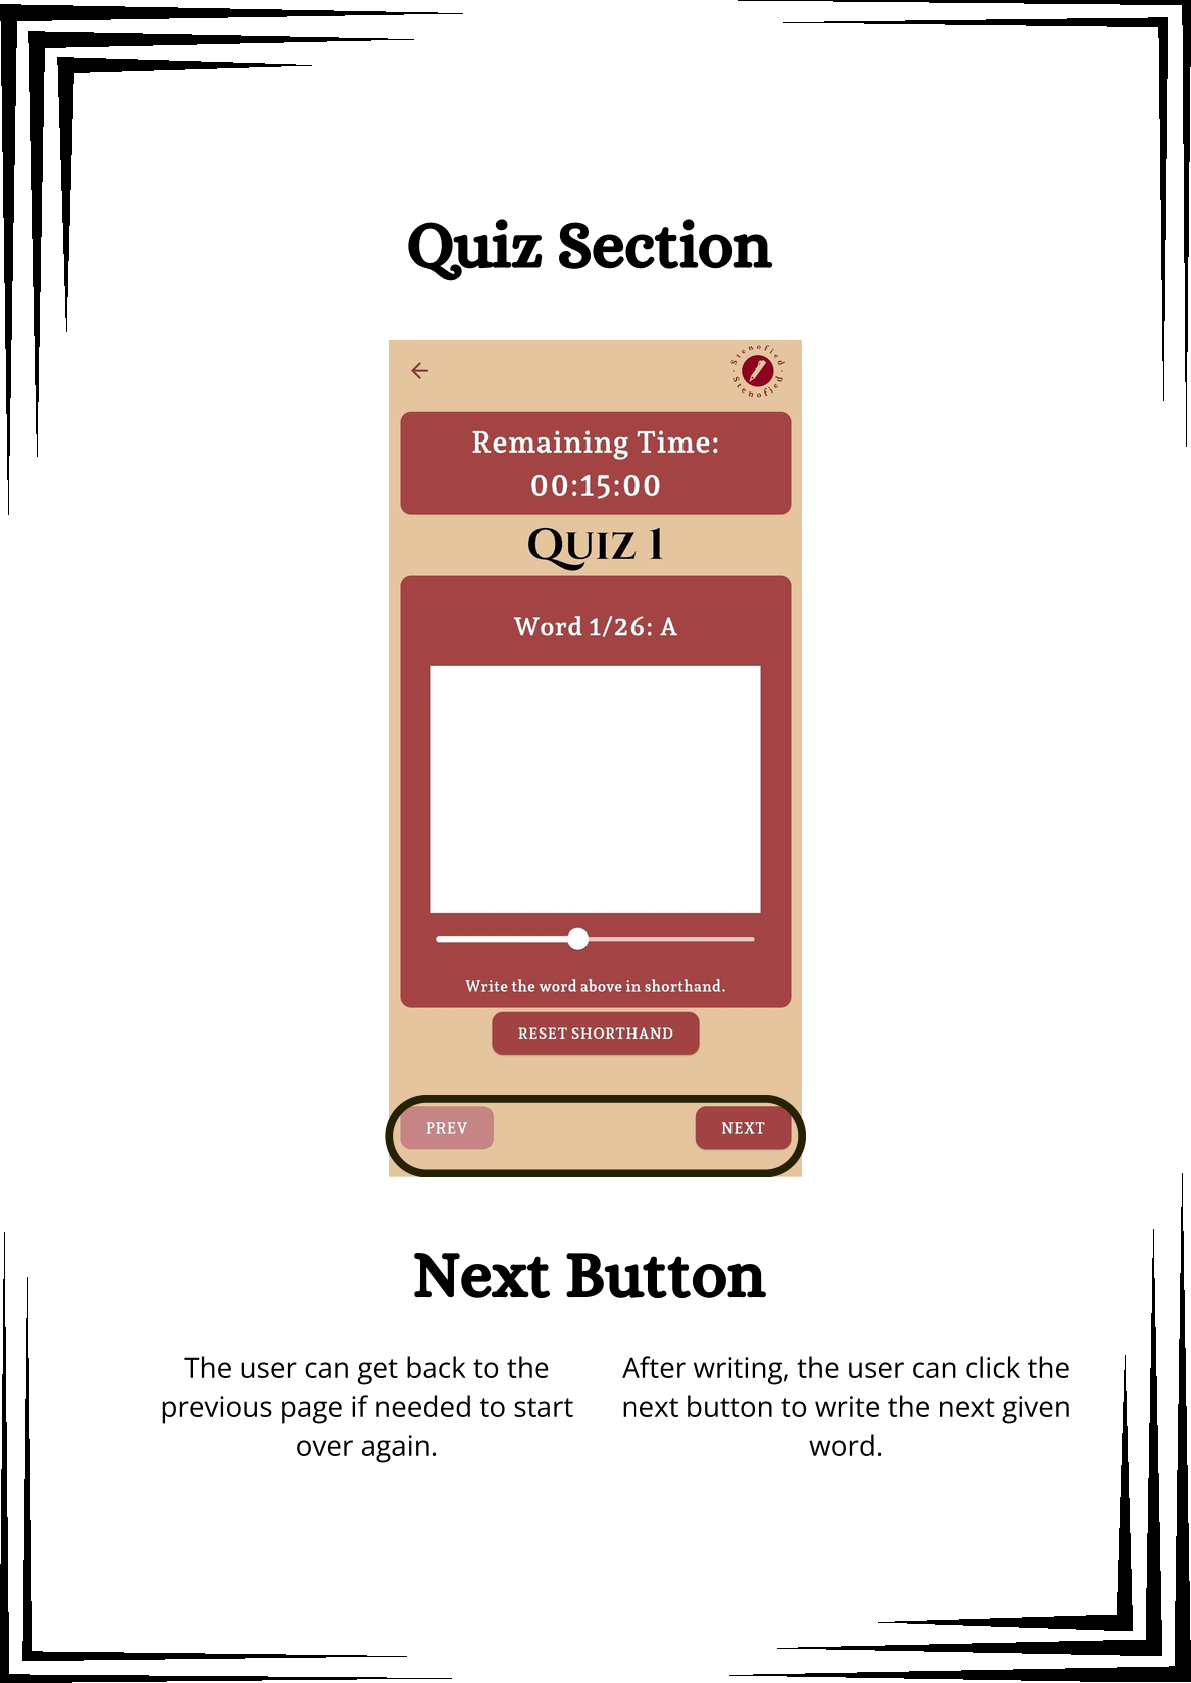 Quiz Section
Stenofied · Stenofied ·
Remaining Time:
00:15:00
QUIZ 1
Word 1/26: A
Write the word above in shorthand.
RESET SHORTHAND
PREV
NEXT
Next Button
The user can get back to the
previous page if needed to start
over again.
After writing, the user can click the
next button to write the next given
word.